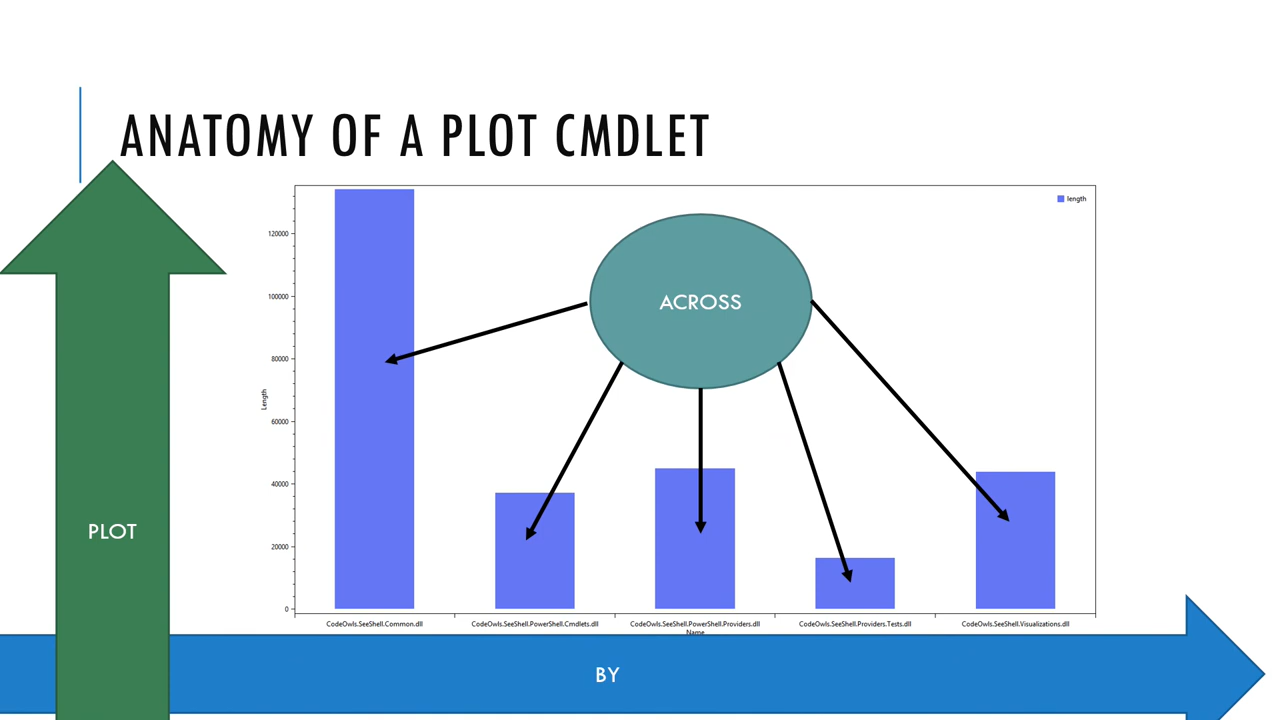 ANATOMY OF A PLOT CMDLET
length
120000
100000
80000
60000
40000
20000
0
Length
ACROSS
PLOT
CodeOwls.SeeShell.Common.dll
CodeOwls.SeeShell.PowerShell.Cmdlets.dll
CodeOwls.SeeShell.PowerShell.Providers.dll
CodeOwls.SeeShell.Providers.Tests.dll
CodeOwls.SeeShell.Visualizations.dll
Name
BY